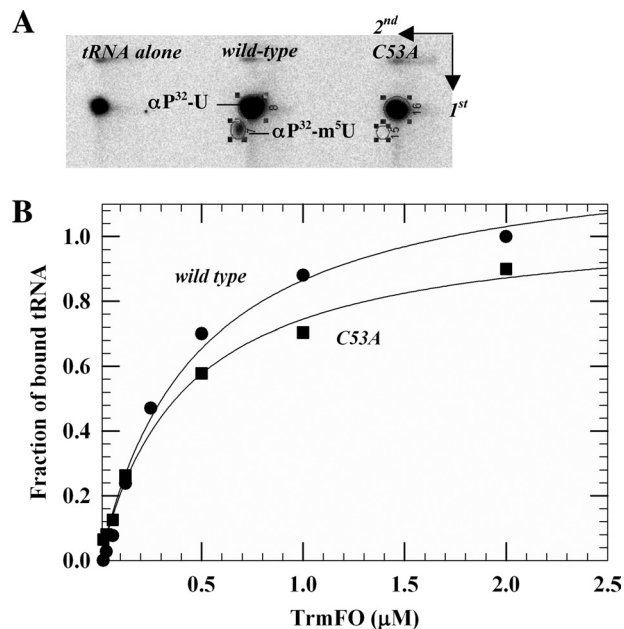 A
2nd
tRNA alone
wild-type
C53A
αP32-U
8
16
1st
αP32-m5U
7
15
B
1.0
0.8
0.6
0.4
0.2
0.0
Fraction of bound tRNA
wild type
C53A
0.5
1.0
1.5
2.0
2.5
TrmFO (μM)